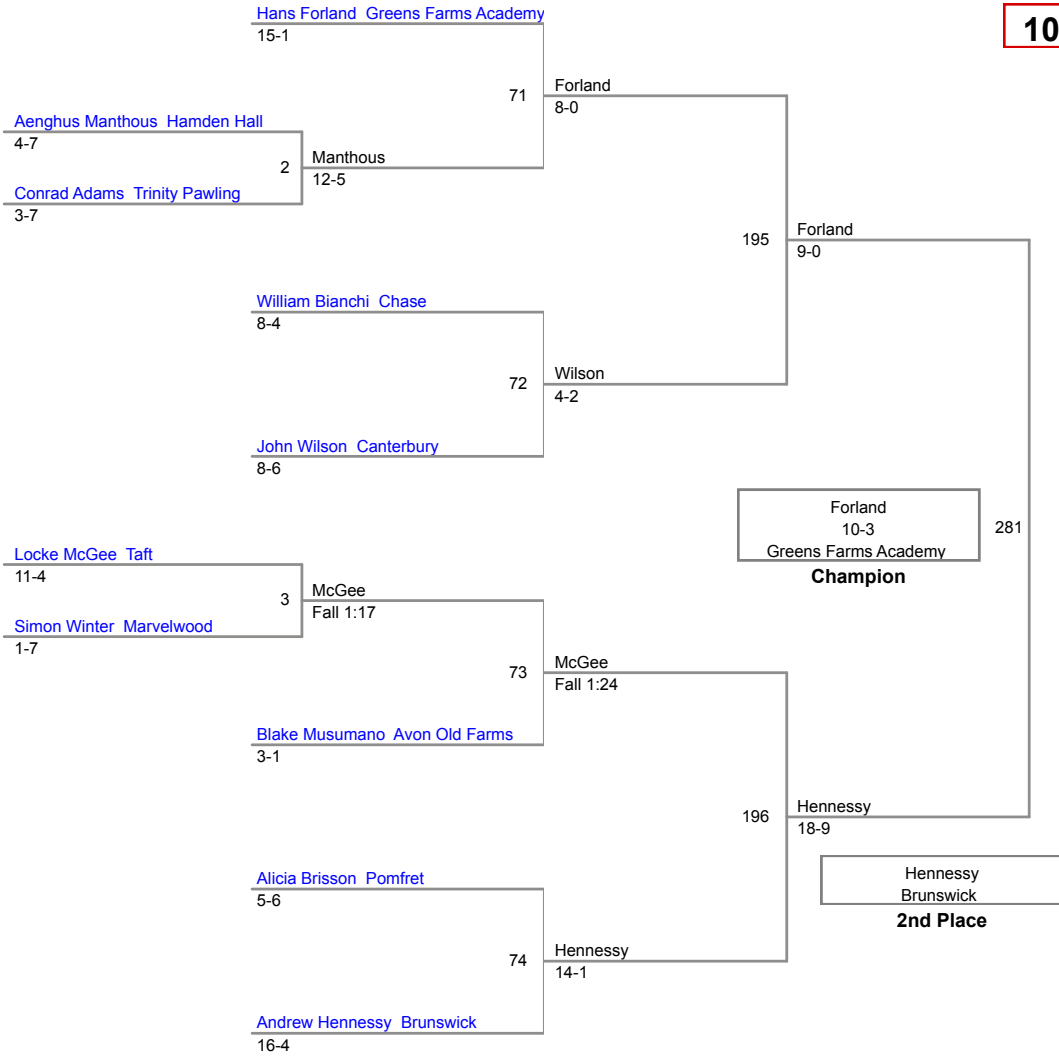 Hans Forland  Greens Farms Academy
10
15-1
71
Forland
8-0
Aenghus Manthous  Hamden Hall
4-7
2
Manthous
12-5
Conrad Adams  Trinity Pawling
3-7
195
Forland
9-0
William Bianchi  Chase
8-4
72
Wilson
4-2
John Wilson  Canterbury
8-6
Forland
10-3
Greens Farms Academy
Champion
281
Locke McGee  Taft
11-4
3
McGee
Fall 1:17
Simon Winter  Marvelwood
1-7
73
McGee
Fall 1:24
Blake Musumano  Avon Old Farms
3-1
196
Hennessy
18-9
Alicia Brisson  Pomfret
5-6
Hennessy
Brunswick
2nd Place
74
Hennessy
14-1
Andrew Hennessy  Brunswick
16-4